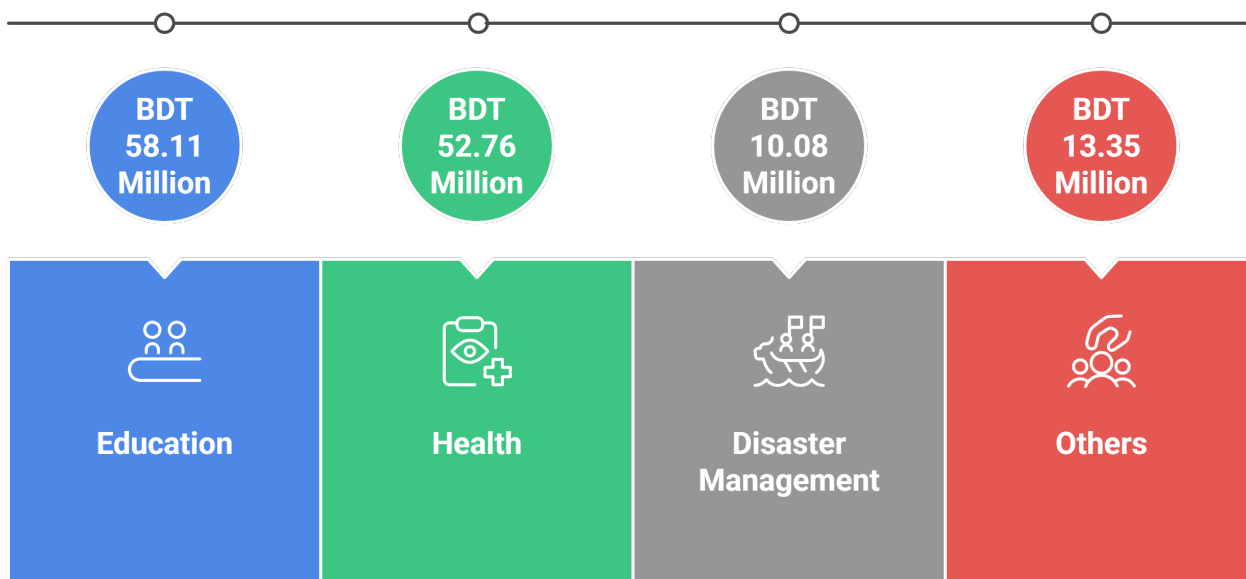 BDT
58.11
Million
BDT
52.76
Million
BDT
10.08
Million
BDT
13.35
Million
Education
Health
Disaster
Management
Others